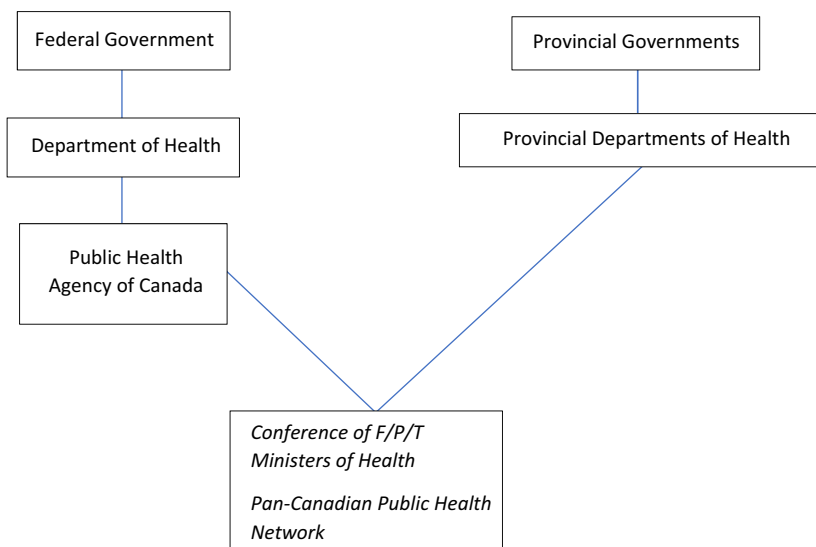 Federal Government
Provincial Governments
Department of Health
Provincial Departments of Health
Public Health
Agency of Canada
Conference of F/P/T
Ministers of Health
Pan-Canadian Public Health
Network